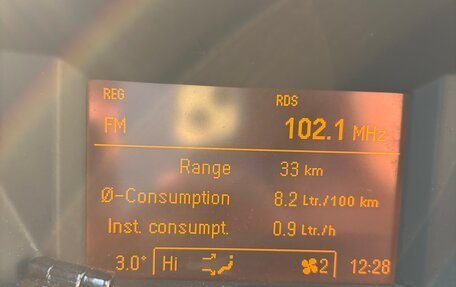 REG RDS
FM 102.1 MHz
Range 33 km
Ø-Consumption 8.2 Ltr./100 km
Inst. consumpt. 0.9 Ltr./h
3.0° Hi 2 12:28